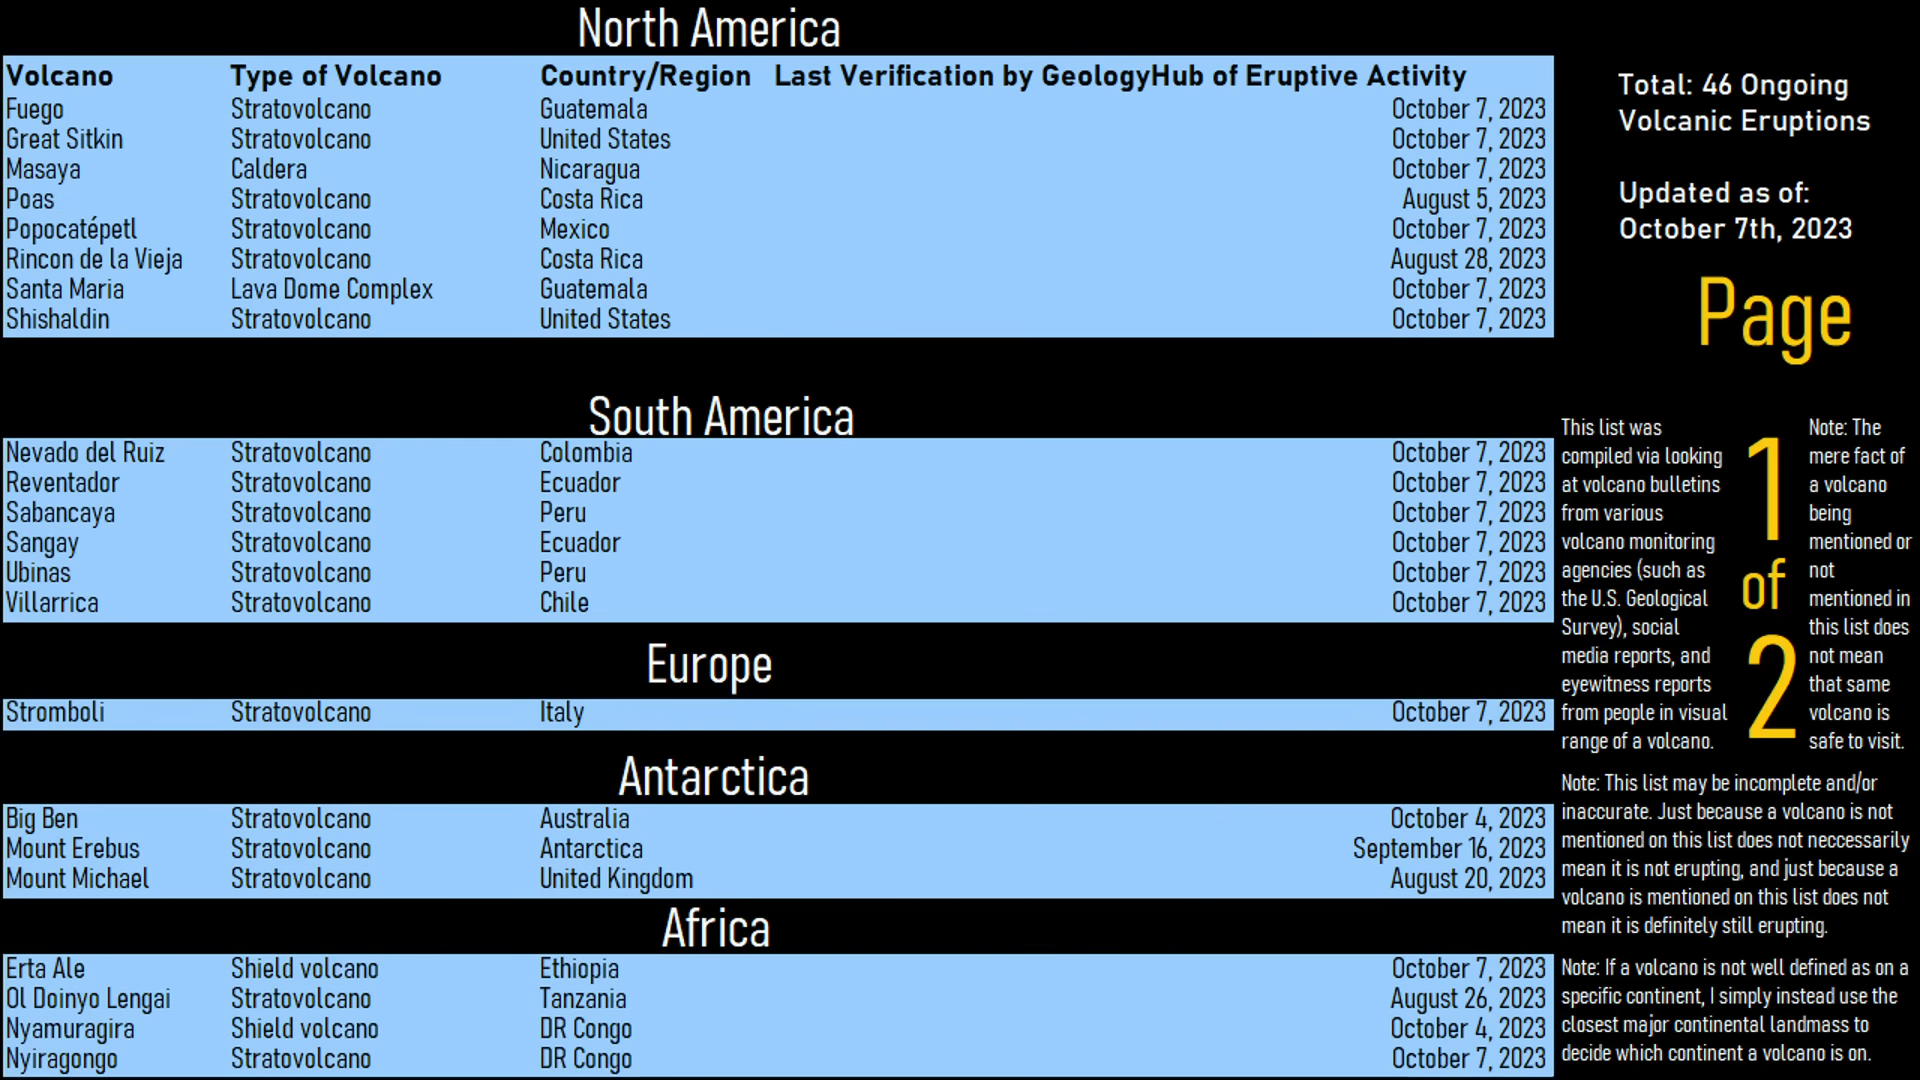 North America
Volcano Type of Volcano Country/Region Last Verification by GeologyHub of Eruptive Activity
Fuego Stratovolcano Guatemala October 7, 2023
Great Sitkin Stratovolcano United States October 7, 2023
Masaya Caldera Nicaragua October 7, 2023
Poas Stratovolcano Costa Rica August 5, 2023
Popocatépetl Stratovolcano Mexico October 7, 2023
Rincon de la Vieja Stratovolcano Costa Rica August 28, 2023
Santa Maria Lava Dome Complex Guatemala October 7, 2023
Shishaldin Stratovolcano United States October 7, 2023
South America
Nevado del Ruiz Stratovolcano Colombia October 7, 2023
Reventador Stratovolcano Ecuador October 7, 2023
Sabancaya Stratovolcano Peru October 7, 2023
Sangay Stratovolcano Ecuador October 7, 2023
Ubinas Stratovolcano Peru October 7, 2023
Villarrica Stratovolcano Chile October 7, 2023
Europe
Stromboli Stratovolcano Italy October 7, 2023
Antarctica
Big Ben Stratovolcano Australia October 4, 2023
Mount Erebus Stratovolcano Antarctica September 16, 2023
Mount Michael Stratovolcano United Kingdom August 20, 2023
Africa
Erta Ale Shield volcano Ethiopia October 7, 2023
Ol Doinyo Lengai Stratovolcano Tanzania August 26, 2023
Nyamuragira Shield volcano DR Congo October 4, 2023
Nyiragongo Stratovolcano DR Congo October 7, 2023
Total: 46 Ongoing
Volcanic Eruptions
Updated as of:
October 7th, 2023
Page
1
of
2
This list was
compiled via looking
at volcano bulletins
from various
volcano monitoring
agencies (such as
the U.S. Geological
Survey), social
media reports, and
eyewitness reports
from people in visual
range of a volcano.
Note: The
mere fact of
a volcano
being
mentioned or
not
mentioned in
this list does
not mean
that same
volcano is
safe to visit.
Note: This list may be incomplete and/or
inaccurate. Just because a volcano is not
mentioned on this list does not neccessarily
mean it is not erupting, and just because a
volcano is mentioned on this list does not
mean it is definitely still erupting.
Note: If a volcano is not well defined as on a
specific continent, I simply instead use the
closest major continental landmass to
decide which continent a volcano is on.